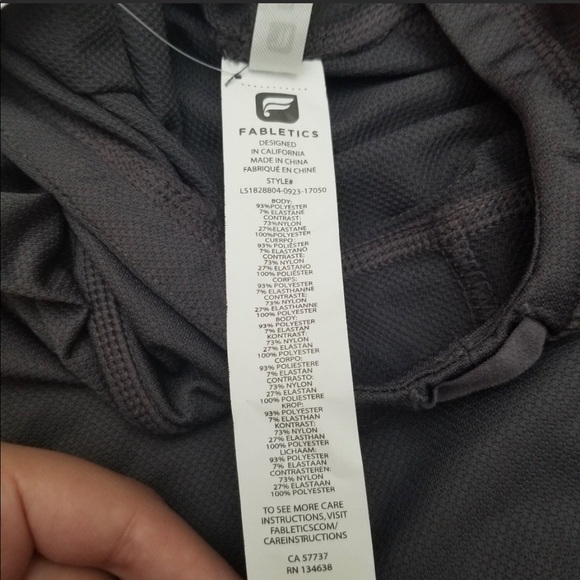 FABLETICS
DESIGNED
IN CALIFORNIA
MADE IN CHINA
FABRIQUÉ EN CHINE
STYLE#
LS1828804-0923-17050
BODY:
93%POLYESTER
7% ELASTANE
CONTRAST:
73%NYLON
27%ELASTANE
100%POLYESTER
CUERPO:
93% POLIÉSTER
7% ELASTANO
CONTRASTE:
73% NYLON
27% ELASTANO
100% POLIÉSTER
CORPS:
93% POLYESTER
7% ELASTHANNE
CONTRASTE:
73% NYLON
27% ELASTHANNE
100% POLYESTER
BODY:
93% POLYESTER
7% ELASTAN
KONTRAST:
73% NYLON
27% ELASTAN
100% POLYESTER
CORPO:
93% POLIESTERE
7% ELASTAN
CONTRASTO:
73% NYLON
27% ELASTAN
100% POLIESTERE
KROP:
93% POLYESTER
7% ELASTHAN
KONTRAST:
73% NYLON
27% ELASTHAN
100% POLYESTER
LICHAAM:
93% POLYESTER
7% ELASTAAN
CONTRASTEREN:
73% NYLON
27% ELASTAAN
100% POLYESTER
TO SEE MORE CARE
INSTRUCTIONS,VISIT
FABLETICSCOM/
CAREINSTRUCTIONS
CA 57737
RN 134638